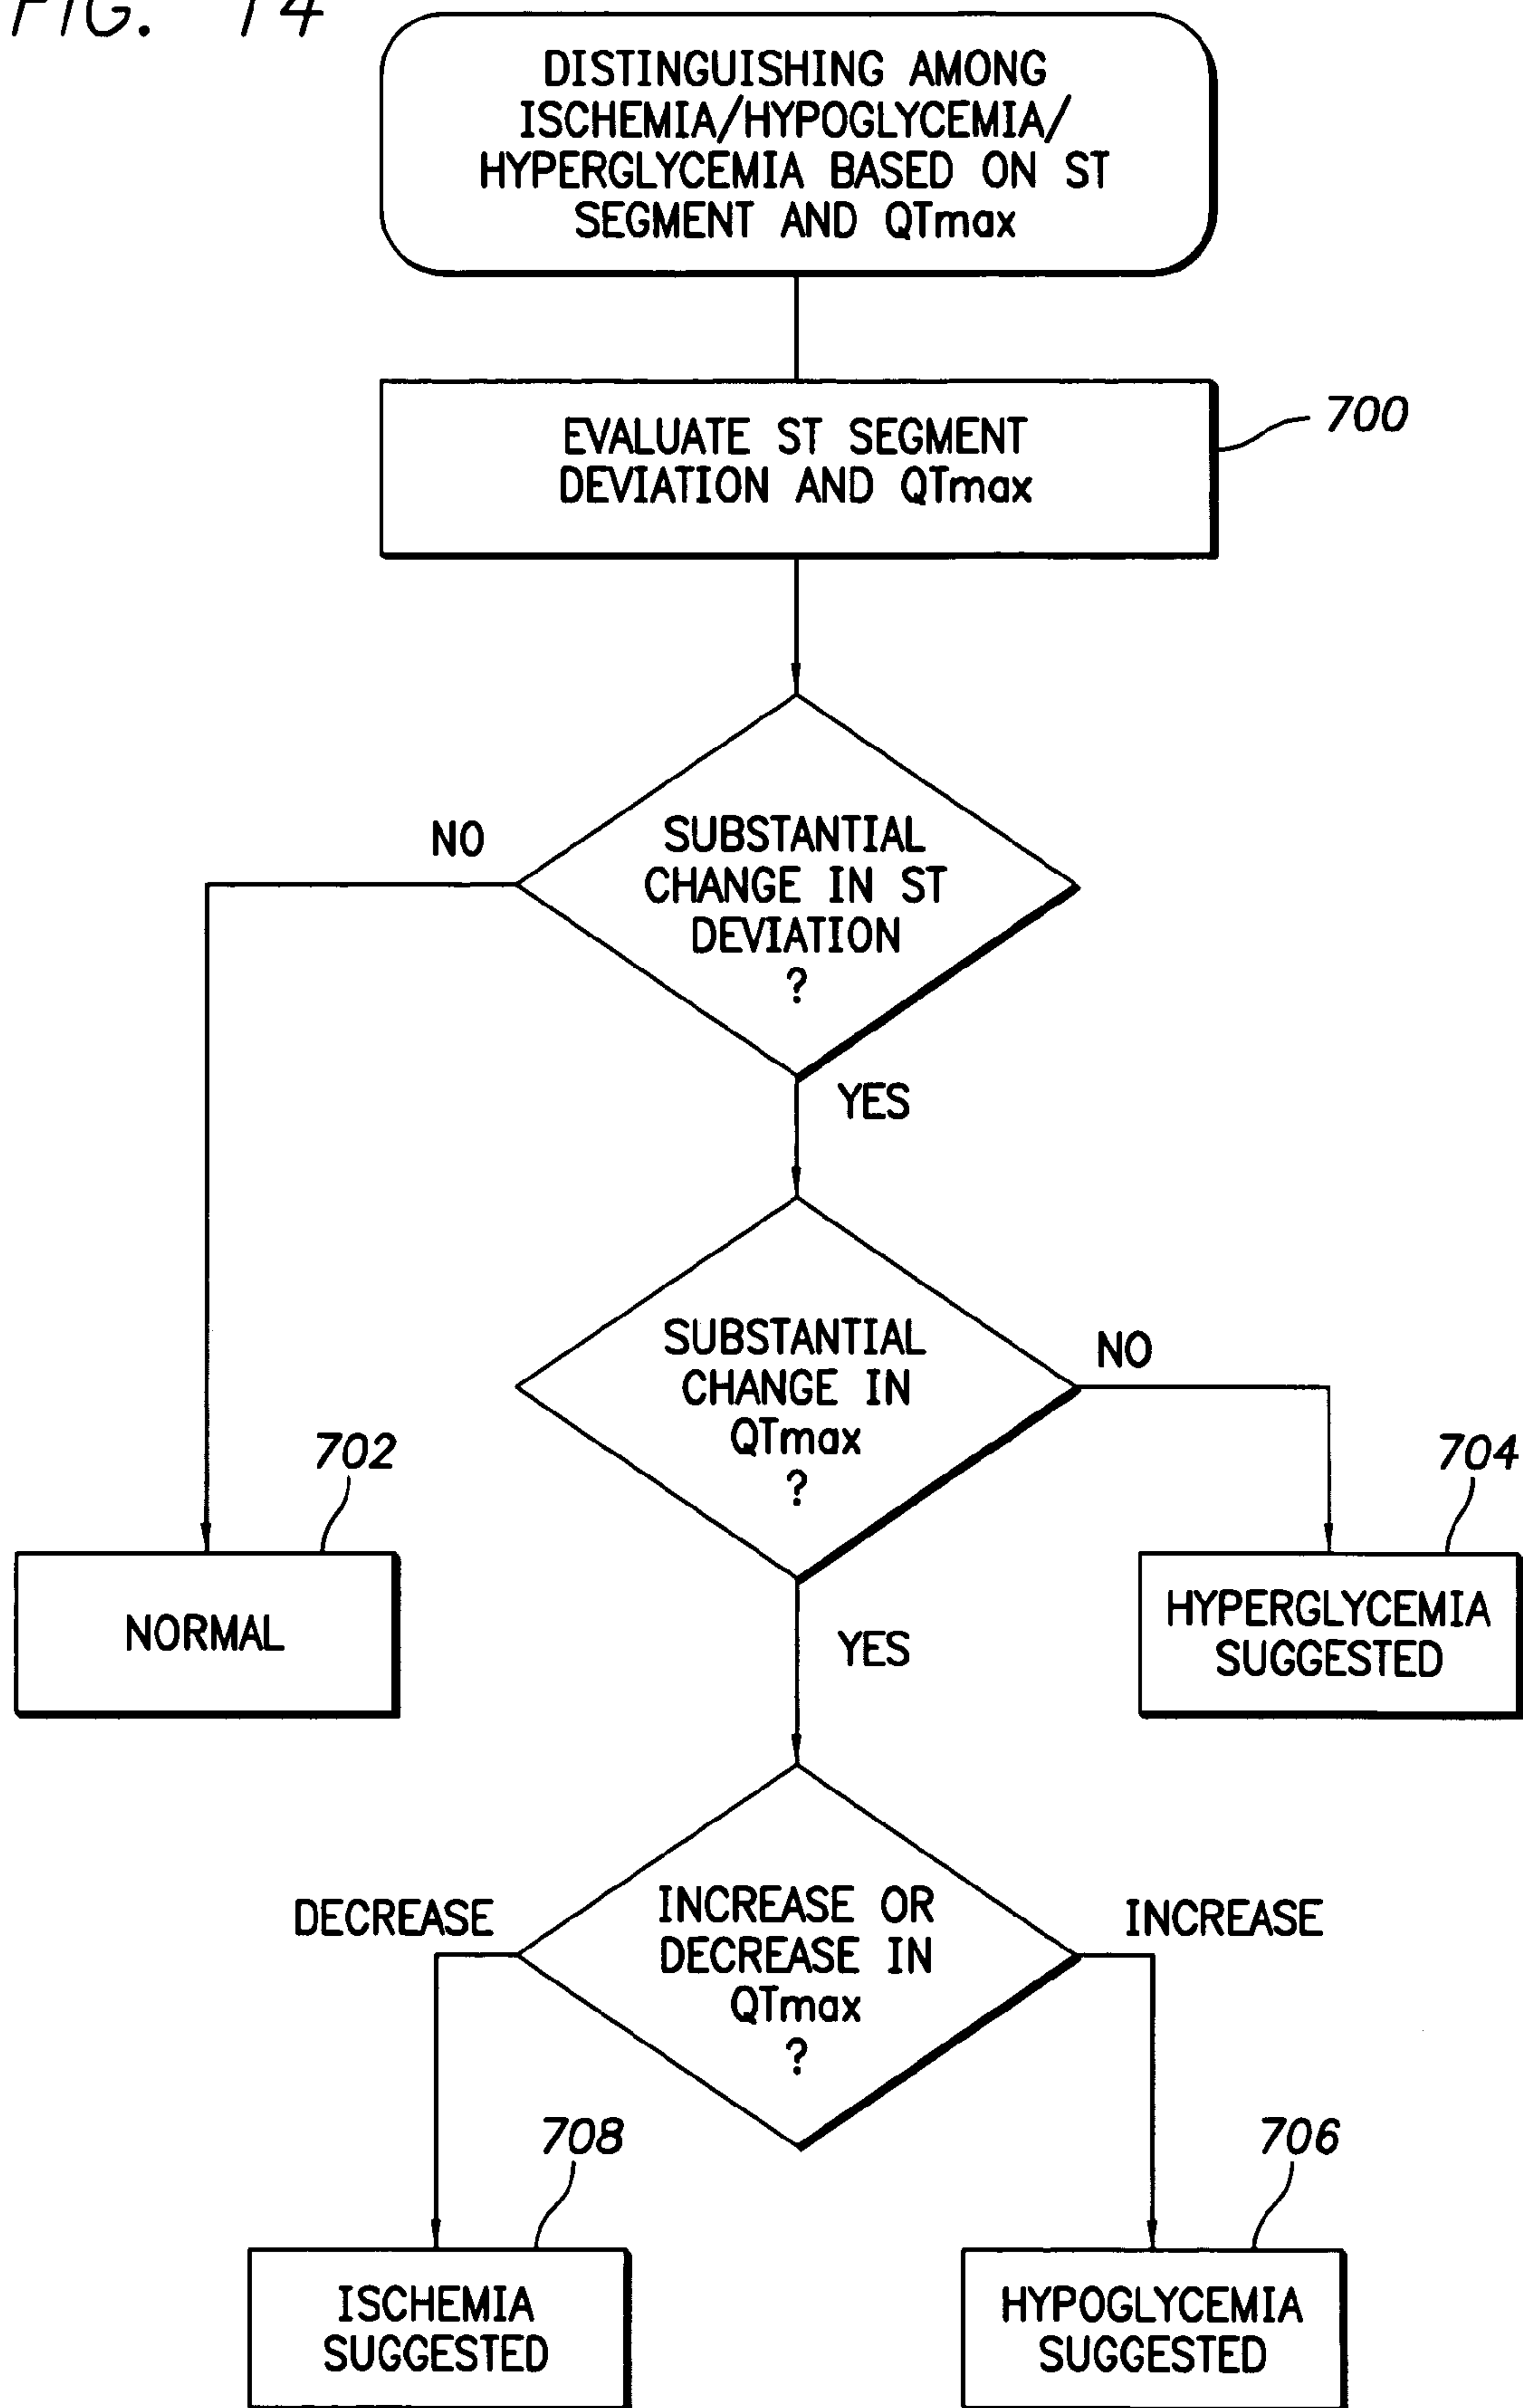 FIG. 14
DISTINGUISHING AMONG
ISCHEMIA/HYPOGLYCEMIA/
HYPERGLYCEMIA BASED ON ST
SEGMENT AND QTmax
EVALUATE ST SEGMENT
DEVIATION AND QTmax
700
SUBSTANTIAL
CHANGE IN ST
DEVIATION
?
NO
YES
SUBSTANTIAL
CHANGE IN
QTmax
?
NO
702
704
NORMAL
HYPERGLYCEMIA
SUGGESTED
YES
INCREASE OR
DECREASE IN
QTmax
?
DECREASE
INCREASE
708
706
ISCHEMIA
SUGGESTED
HYPOGLYCEMIA
SUGGESTED